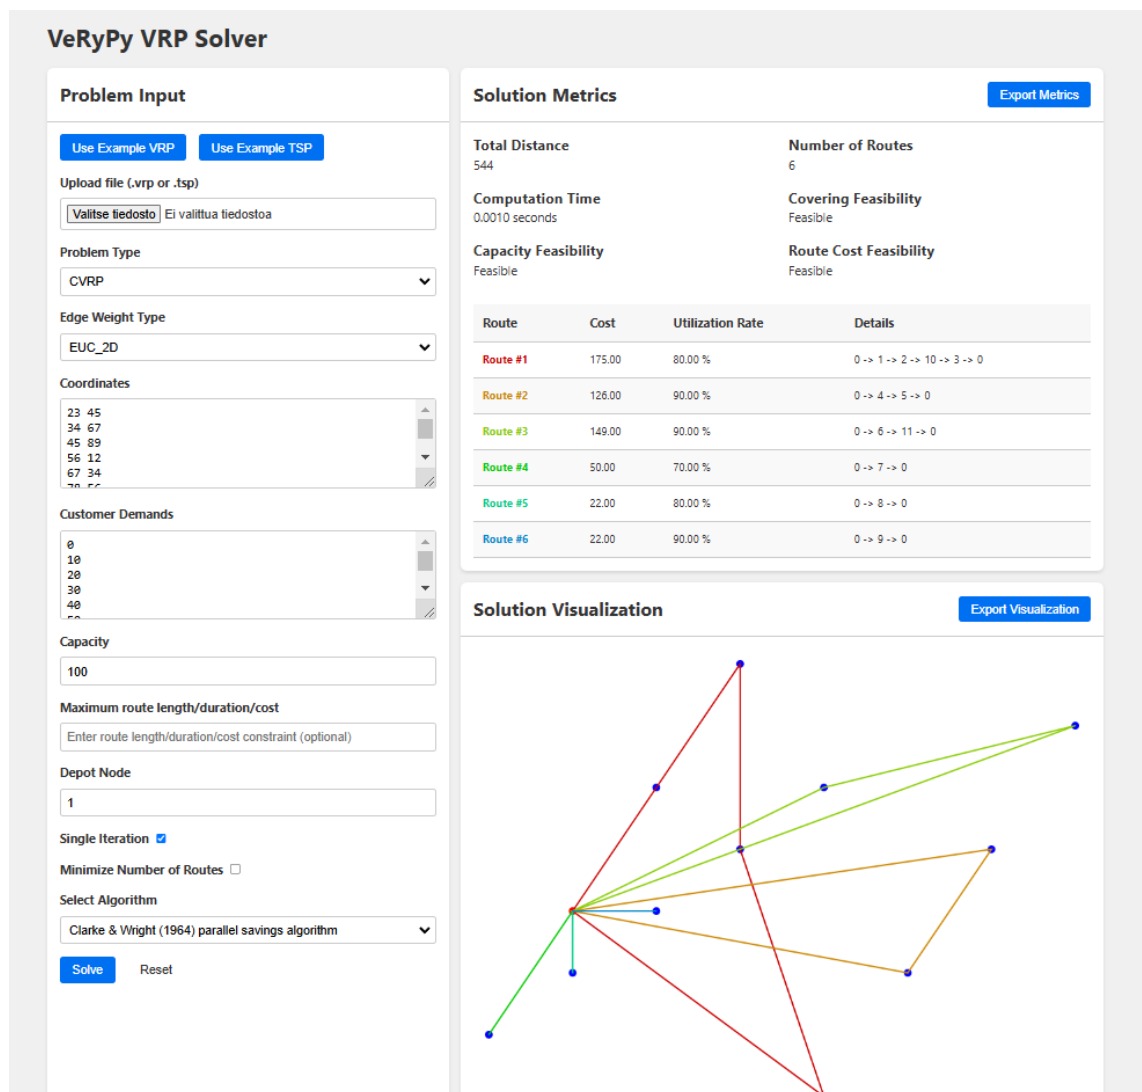 VeRyPy VRP Solver
Problem Input
Use Example VRP Use Example TSP
Upload file (.vrp or .tsp)
Valitse tiedosto Ei valittua tiedostoa
Problem Type
CVRP
Edge Weight Type
EUC_2D
Coordinates
23 45
34 67
45 89
56 12
67 34
78 56
Customer Demands
0
10
20
30
40
50
Capacity
100
Maximum route length/duration/cost
Enter route length/duration/cost constraint (optional)
Depot Node
1
Single Iteration
Minimize Number of Routes
Select Algorithm
Clarke & Wright (1964) parallel savings algorithm
Solve Reset
Solution Metrics
Export Metrics
Total Distance Number of Routes
544 6
Computation Time Covering Feasibility
0.0010 seconds Feasible
Capacity Feasibility Route Cost Feasibility
Feasible Feasible
Route Cost Utilization Rate Details
Route #1 175.00 80.00 % 0 -> 1 -> 2 -> 10 -> 3 -> 0
Route #2 126.00 90.00 % 0 -> 4 -> 5 -> 0
Route #3 149.00 90.00 % 0 -> 6 -> 11 -> 0
Route #4 50.00 70.00 % 0 -> 7 -> 0
Route #5 22.00 80.00 % 0 -> 8 -> 0
Route #6 22.00 90.00 % 0 -> 9 -> 0
Solution Visualization
Export Visualization